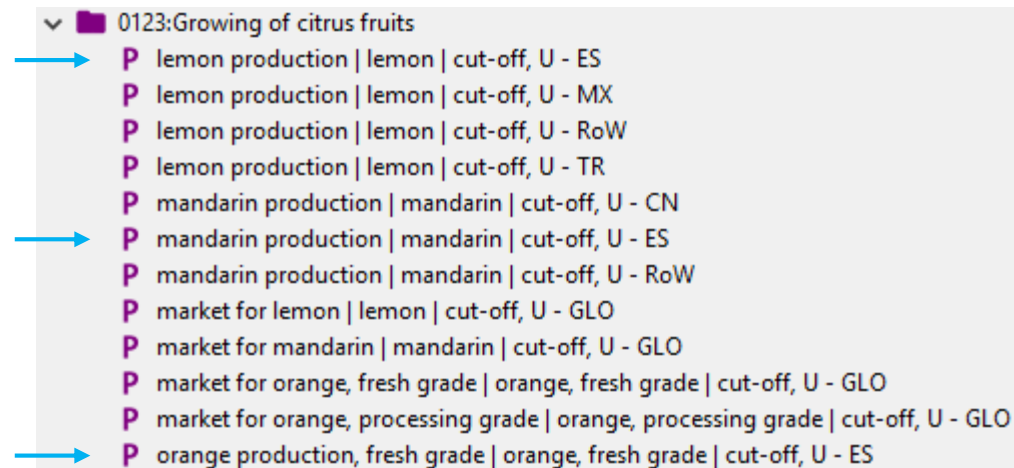 0123:Growing of citrus fruits
P lemon production | lemon | cut-off, U - ES
P lemon production | lemon | cut-off, U - MX
P lemon production | lemon | cut-off, U - RoW
P lemon production | lemon | cut-off, U - TR
P mandarin production | mandarin | cut-off, U - CN
P mandarin production | mandarin | cut-off, U - ES
P mandarin production | mandarin | cut-off, U - RoW
P market for lemon | lemon | cut-off, U - GLO
P market for mandarin | mandarin | cut-off, U - GLO
P market for orange, fresh grade | orange, fresh grade | cut-off, U - GLO
P market for orange, processing grade | orange, processing grade | cut-off, U - GLO
P orange production, fresh grade | orange, fresh grade | cut-off, U - ES